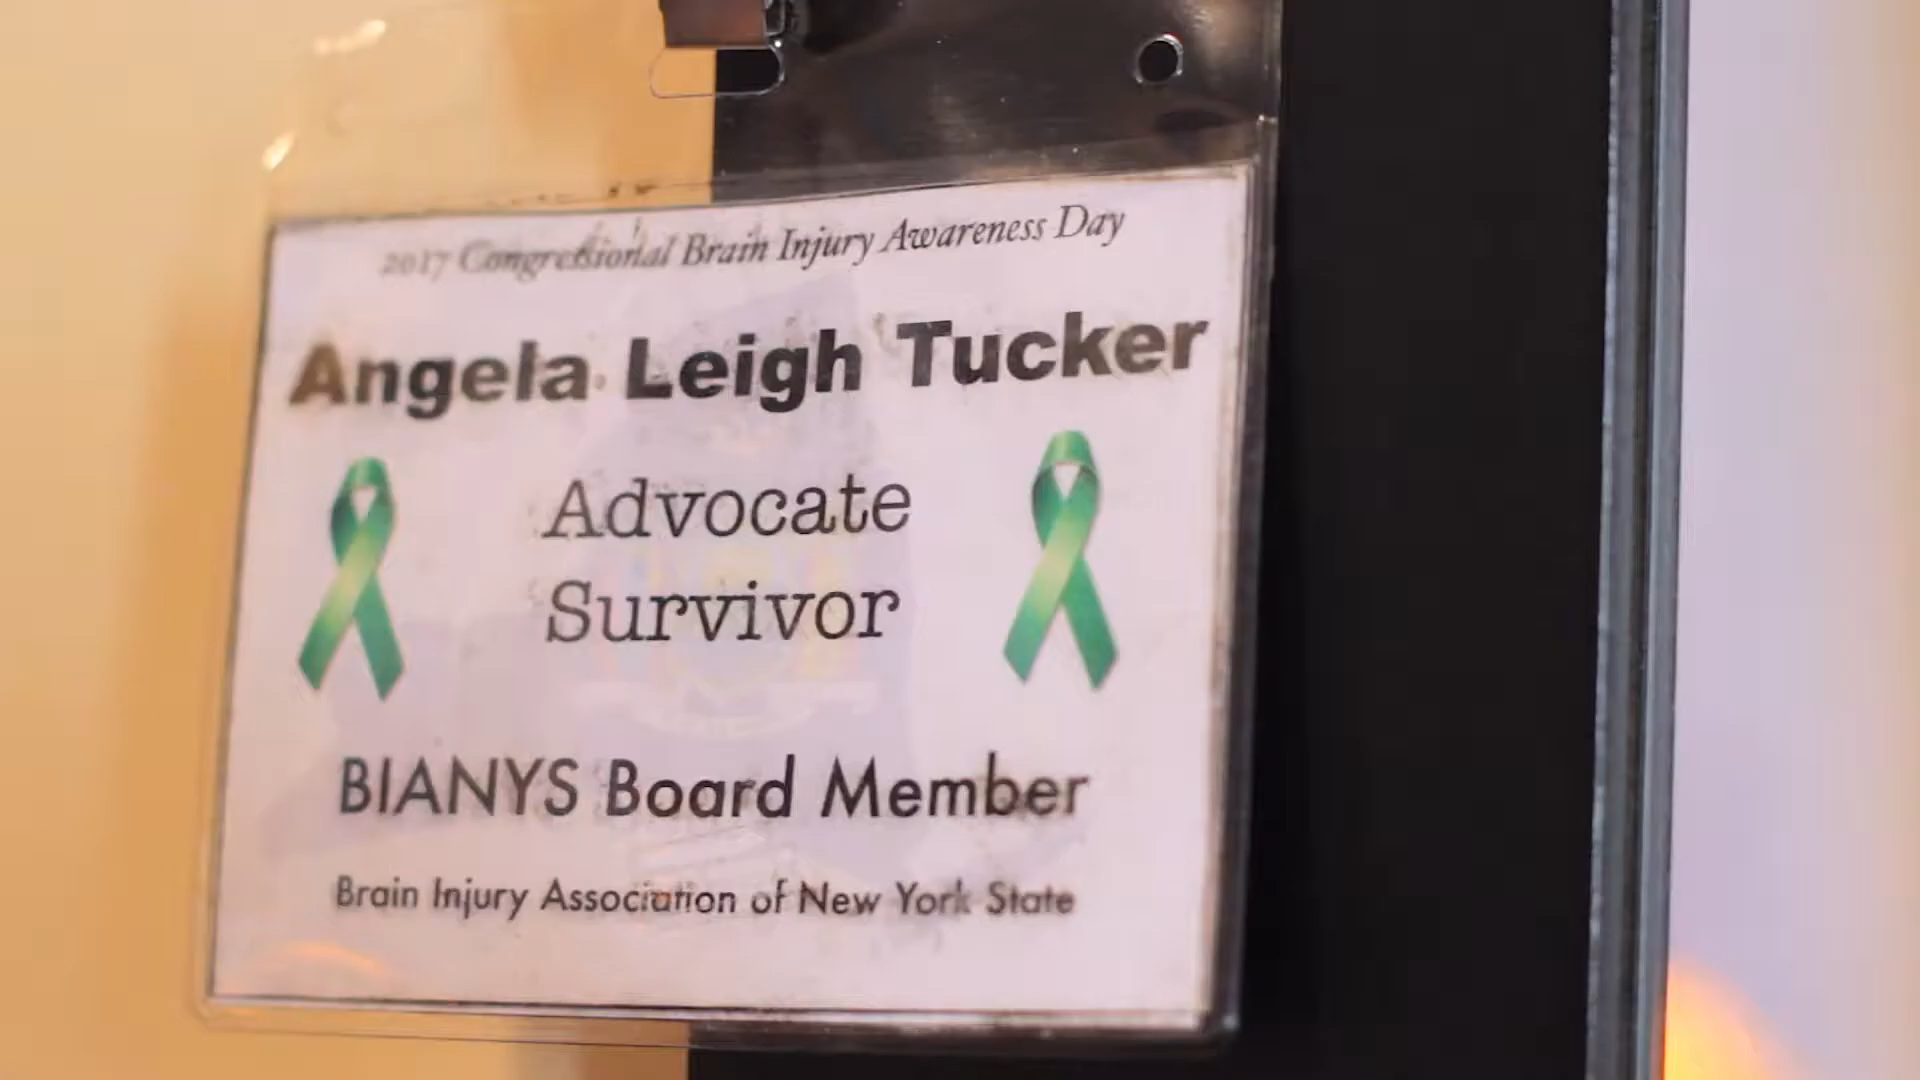 2017 Congressional Brain Injury Awareness Day
Angela Leigh Tucker
Advocate
Survivor
BIANYS Board Member
Brain Injury Association of New York State